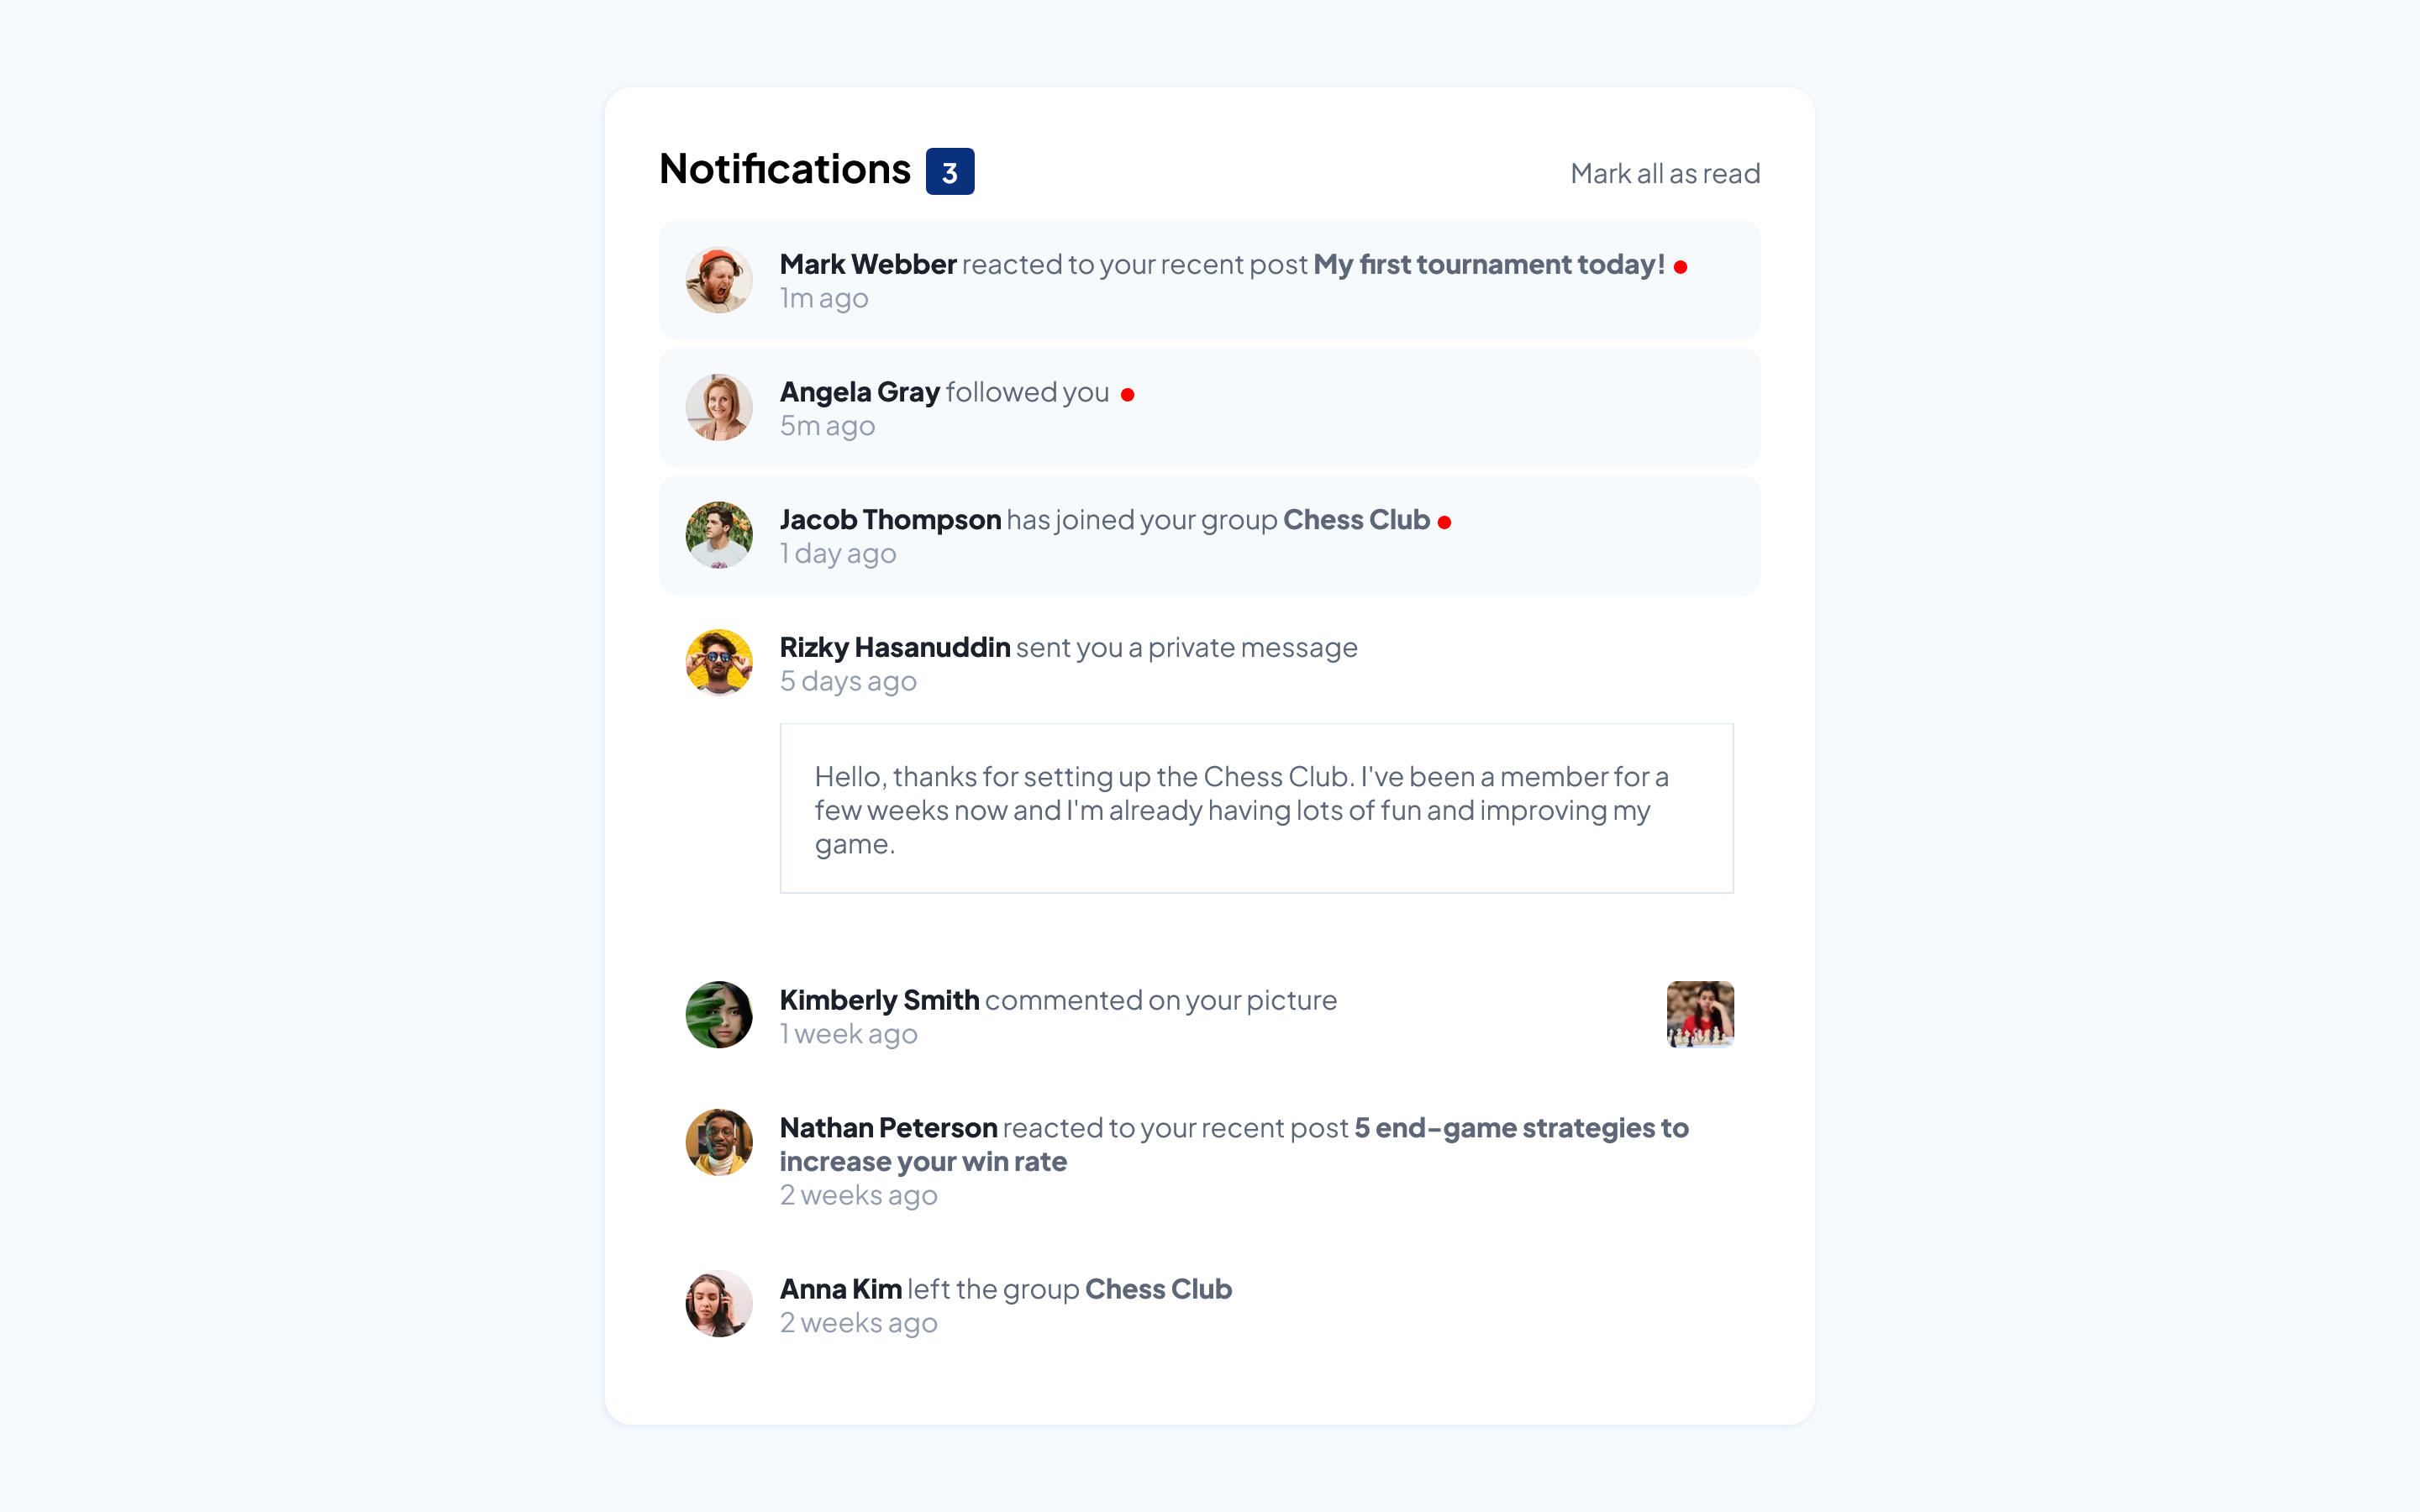 Notifications 3
Mark all as read
Mark Webber reacted to your recent post My first tournament today!
1m ago
Angela Gray followed you
5m ago
Jacob Thompson has joined your group Chess Club
1 day ago
Rizky Hasanuddin sent you a private message
5 days ago
Hello, thanks for setting up the Chess Club. I've been a member for a
few weeks now and I'm already having lots of fun and improving my
game.
Kimberly Smith commented on your picture
1 week ago
Nathan Peterson reacted to your recent post 5 end-game strategies to
increase your win rate
2 weeks ago
Anna Kim left the group Chess Club
2 weeks ago